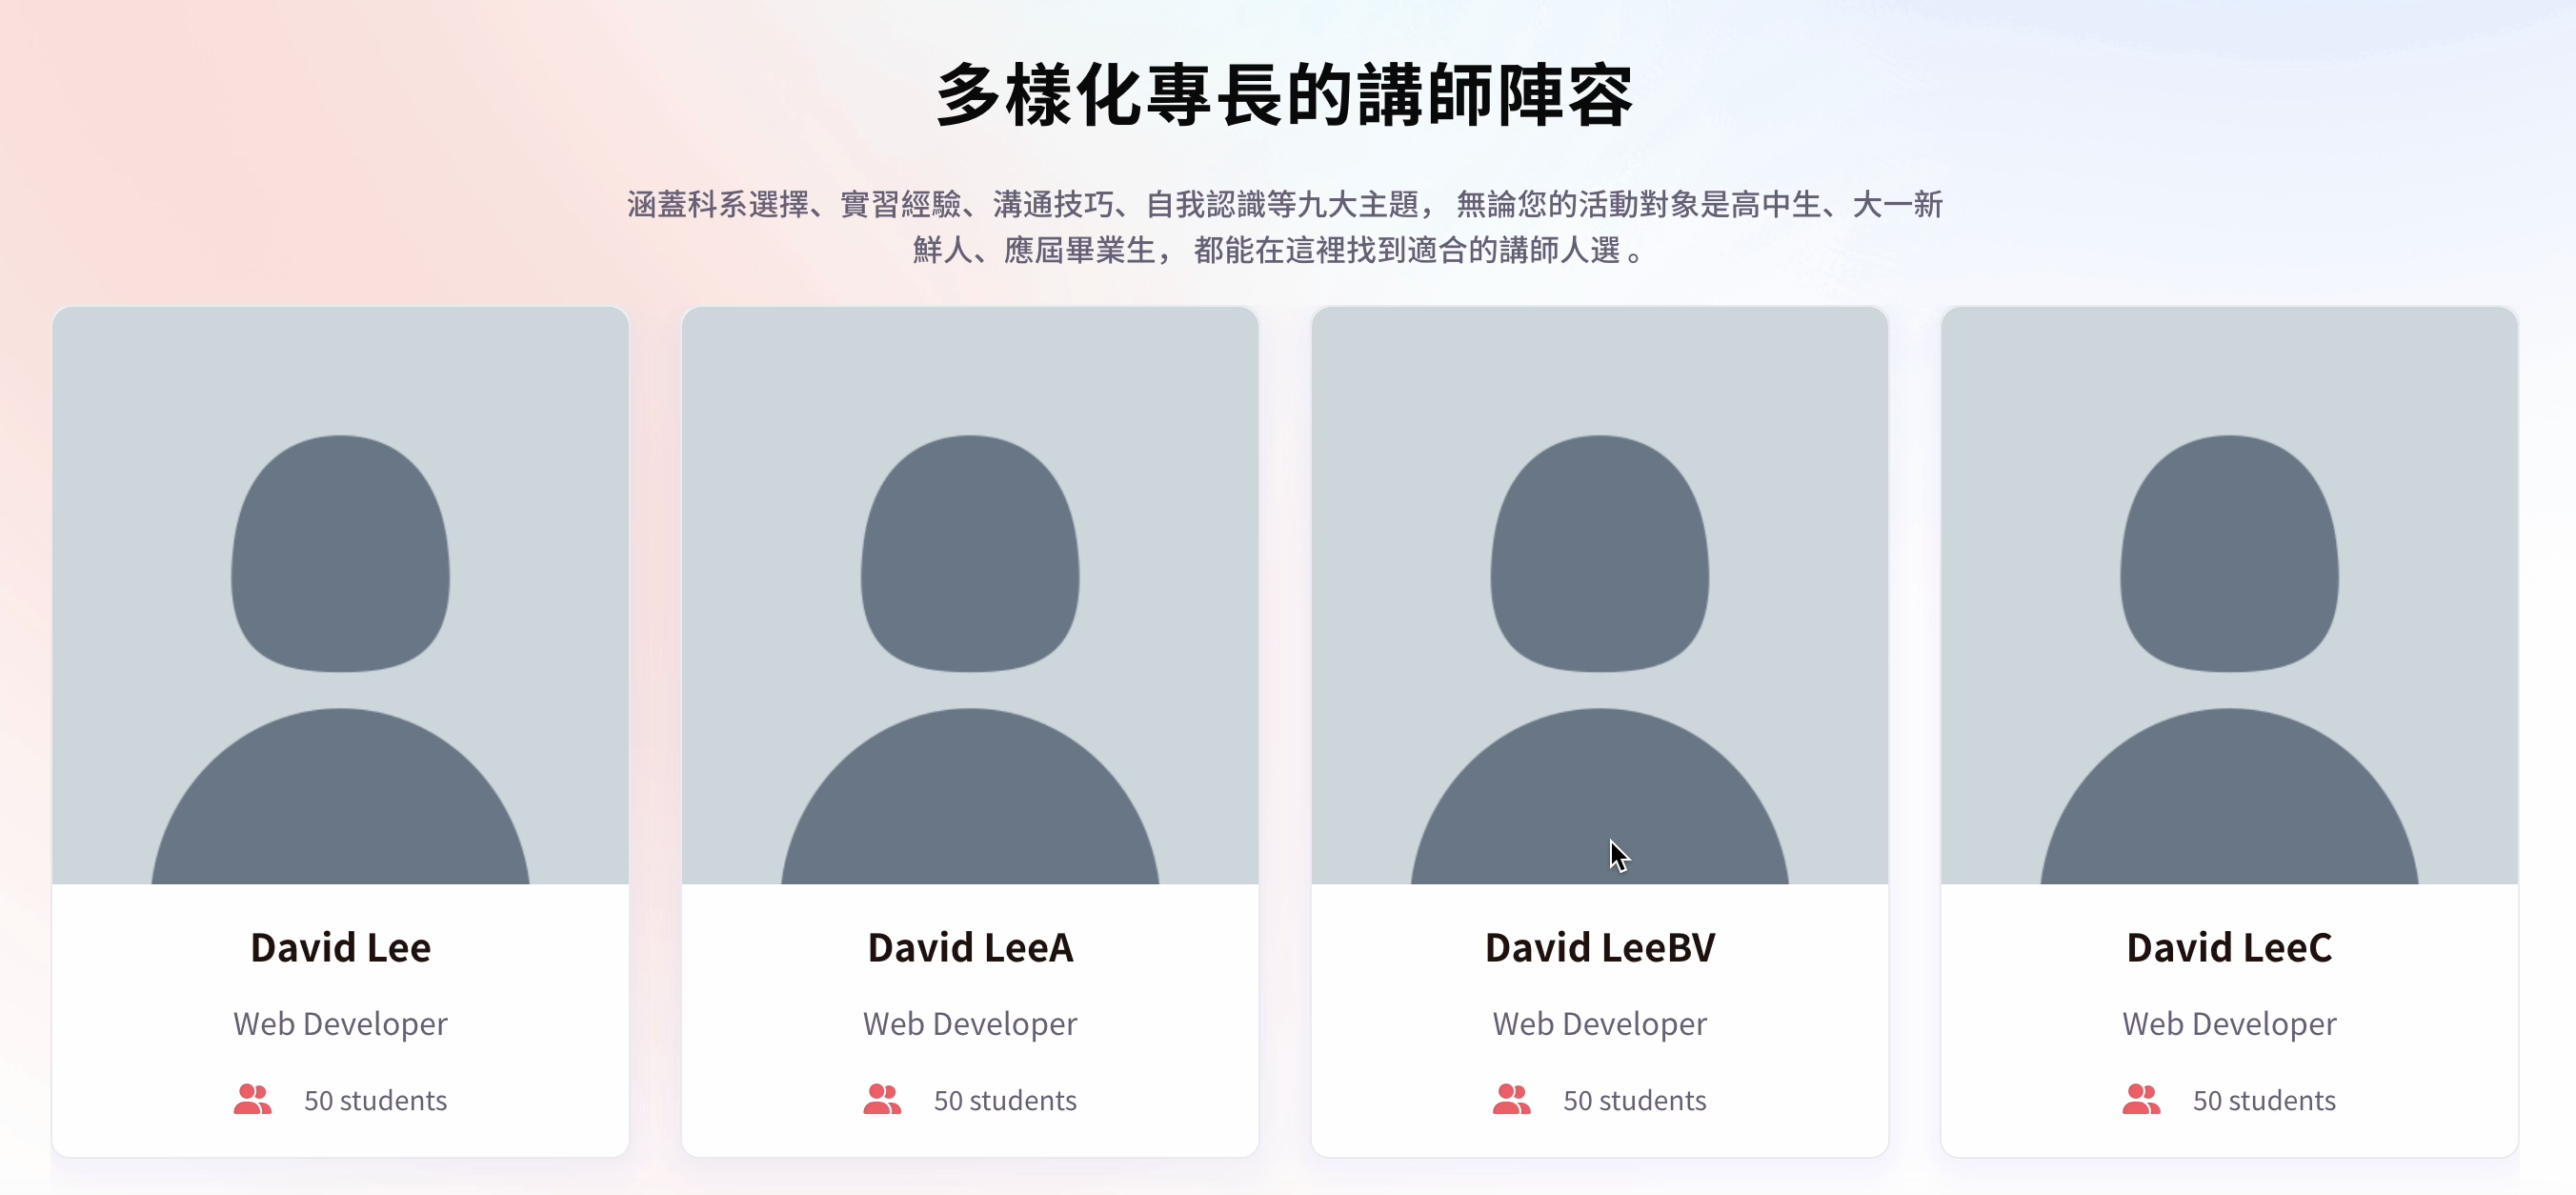 多樣化專長的講師陣容
涵蓋科系選擇、實習經驗、溝通技巧、自我認識等九大主題， 無論您的活動對象是高中生、大一新
鮮人、應屆畢業生， 都能在這裡找到適合的講師人選 。
David Lee
Web Developer
50 students
David LeeA
Web Developer
50 students
David LeeBV
Web Developer
50 students
David LeeC
Web Developer
50 students